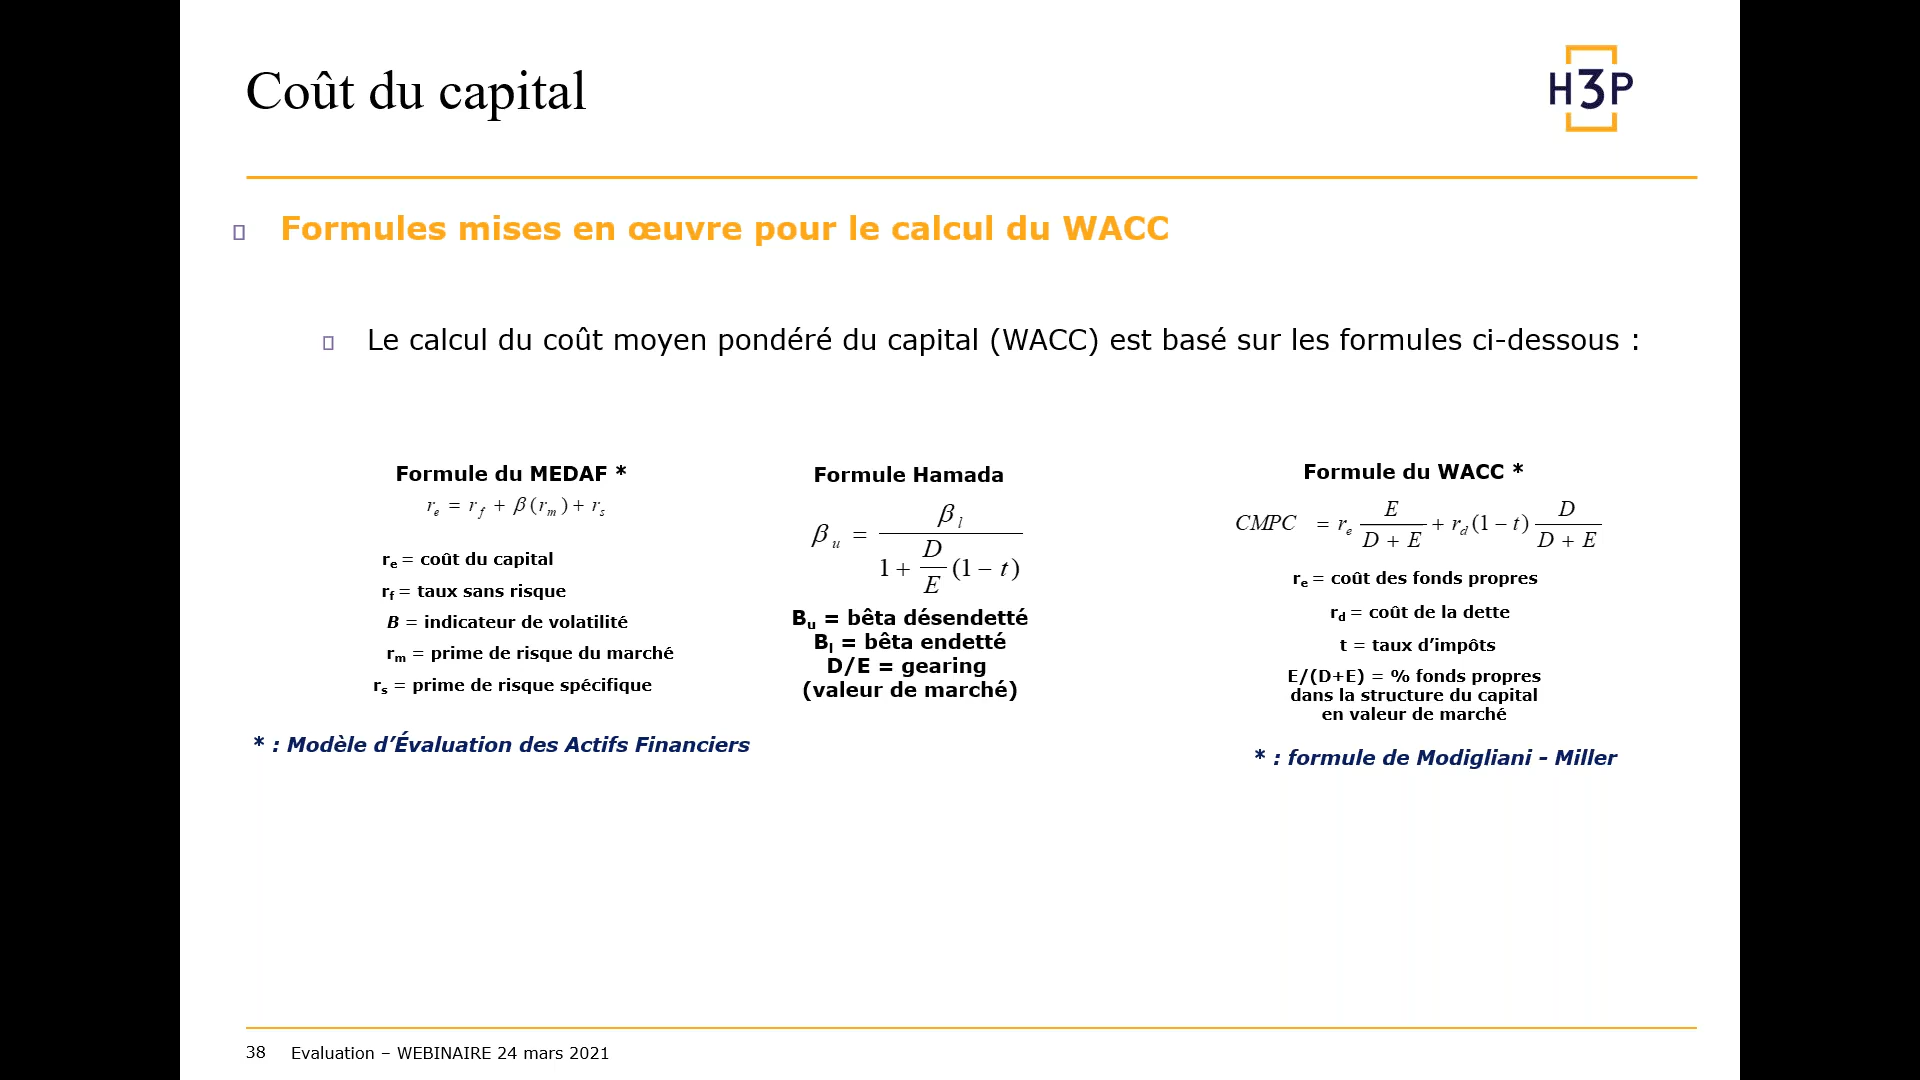 Coût du capital
H3P
Formules mises en œuvre pour le calcul du WACC
Le calcul du coût moyen pondéré du capital (WACC) est basé sur les formules ci-dessous :
Formule du MEDAF *
r_e = r_f + β (r_m) + r_s
r_e = coût du capital
r_f = taux sans risque
B = indicateur de volatilité
r_m = prime de risque du marché
r_s = prime de risque spécifique
* : Modèle d’Évaluation des Actifs Financiers
Formule Hamada
β_u = β_l / (1 + D/E (1 – t))
B_u = bêta désendetté
B_l = bêta endetté
D/E = gearing
(valeur de marché)
Formule du WACC *
CMPC = r_e E/(D + E) + r_d (1 – t) D/(D + E)
r_e = coût des fonds propres
r_d = coût de la dette
t = taux d’impôts
E/(D+E) = % fonds propres
dans la structure du capital
en valeur de marché
* : formule de Modigliani - Miller
38 Evaluation – WEBINAIRE 24 mars 2021